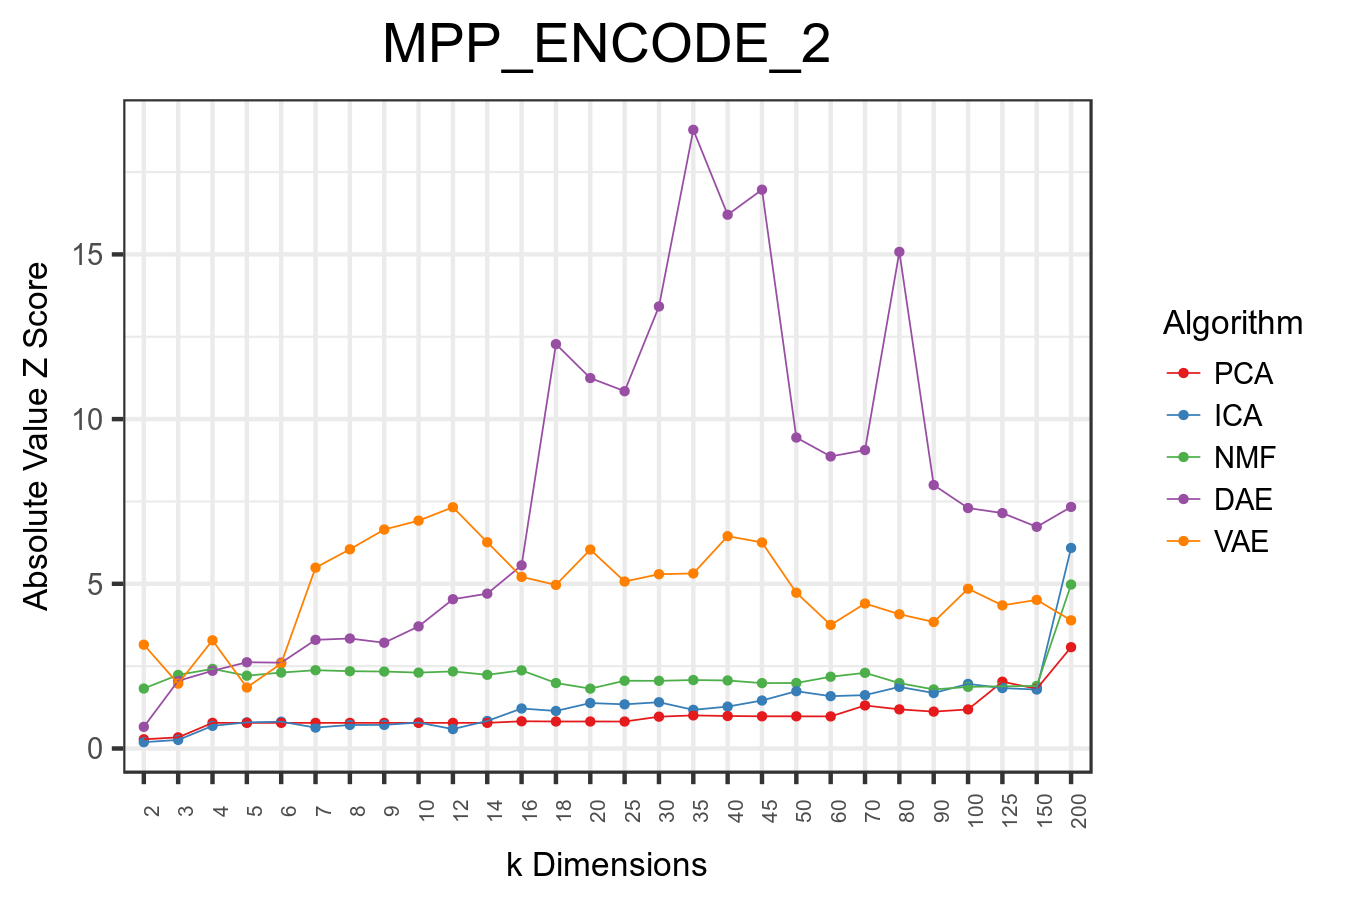 MPP_ENCODE_2
Absolute Value Z Score
15
10
5
0
2 3 4 5 6 7 8 9 10 12 14 16 18 20 25 30 35 40 45 50 60 70 80 90 100 125 150 200
k Dimensions
Algorithm
PCA
ICA
NMF
DAE
VAE